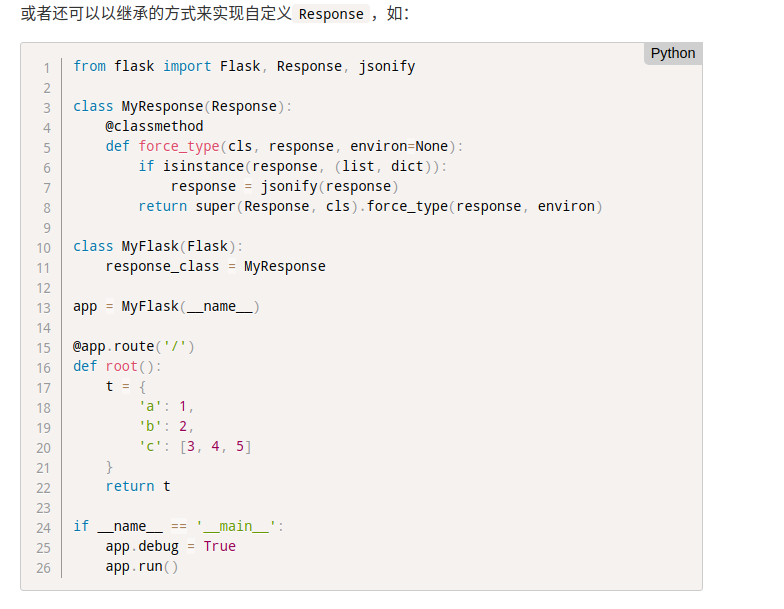 或者还可以以继承的方式来实现自定义 Response ，如：
Python
1 from flask import Flask, Response, jsonify
2
3 class MyResponse(Response):
4     @classmethod
5     def force_type(cls, response, environ=None):
6         if isinstance(response, (list, dict)):
7             response = jsonify(response)
8         return super(Response, cls).force_type(response, environ)
9
10 class MyFlask(Flask):
11     response_class = MyResponse
12
13 app = MyFlask(__name__)
14
15 @app.route('/')
16 def root():
17     t = {
18         'a': 1,
19         'b': 2,
20         'c': [3, 4, 5]
21     }
22     return t
23
24 if __name__ == '__main__':
25     app.debug = True
26     app.run()